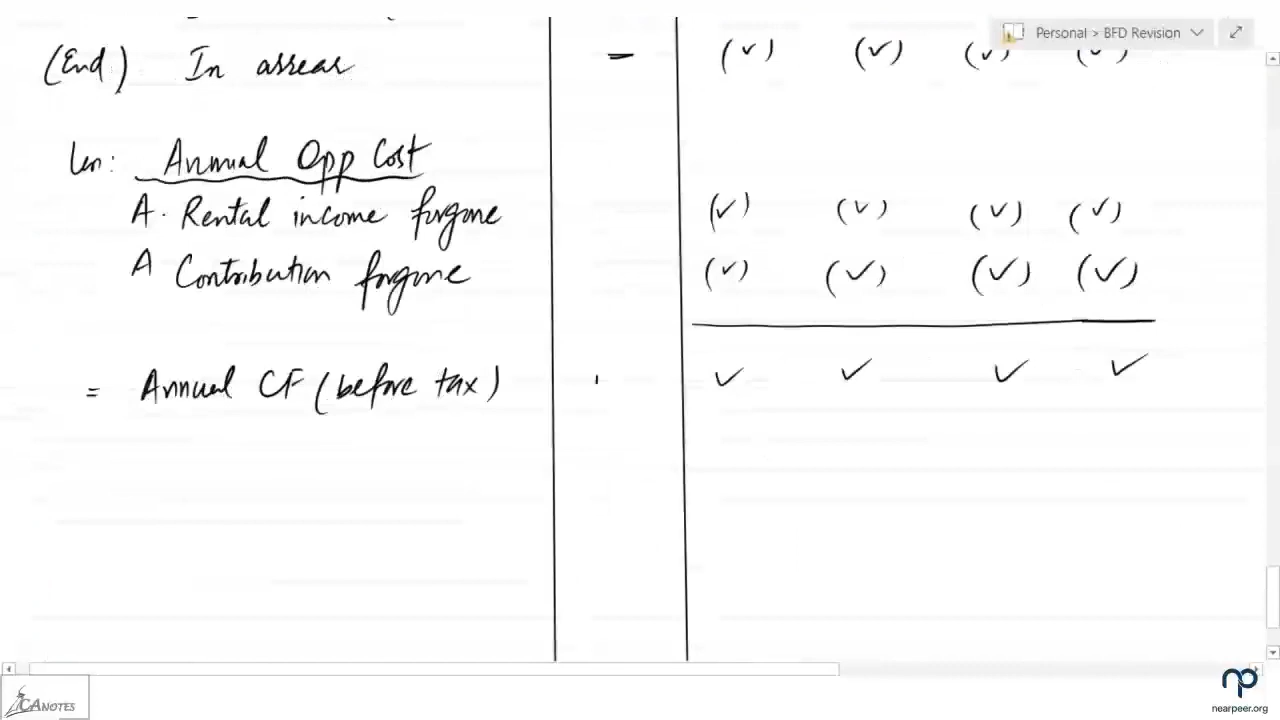 Personal > BFD Revision
(End) In arrear — (✓) (✓) (✓) (✓)
Less: Annual Opp Cost
A. Rental income forgone (✓) (✓) (✓) (✓)
A Contribution forgone (✓) (✓) (✓) (✓)
= Annual CF (before tax) ✓ ✓ ✓ ✓
CANOTES
np
nearpeer.org